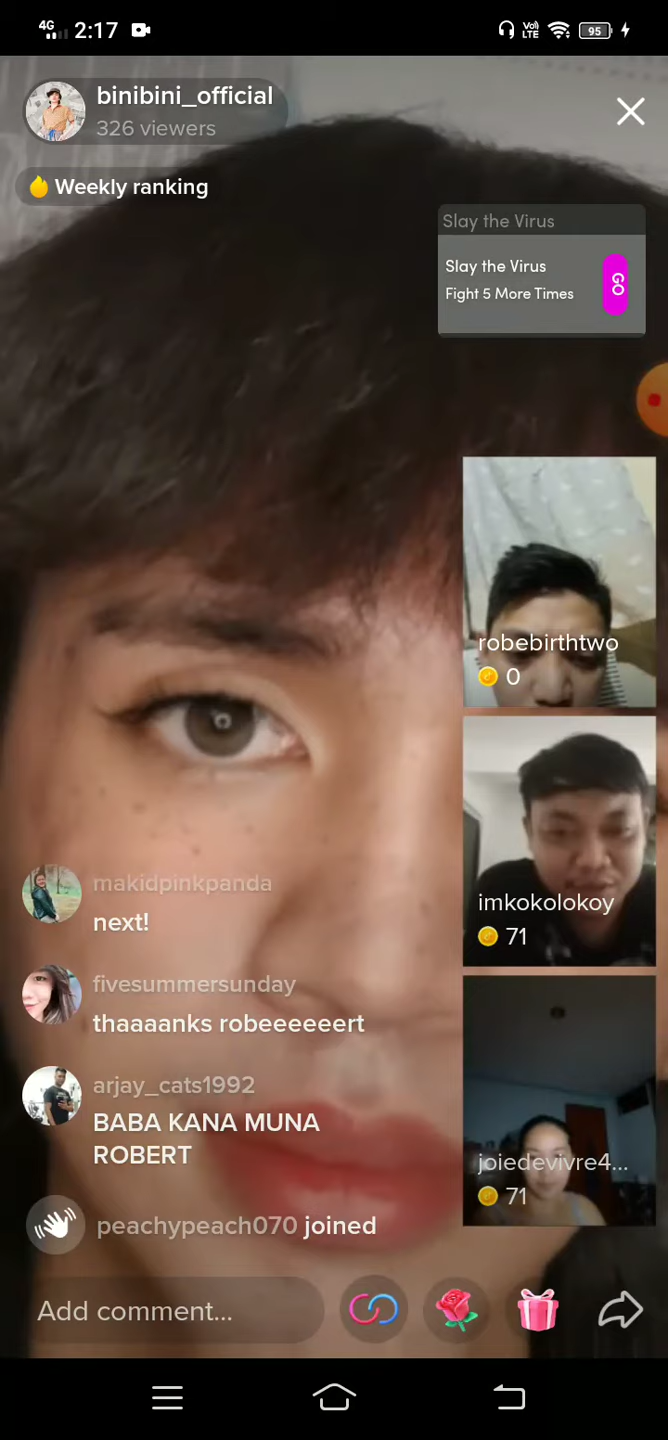 4G 2:17 Vol) LTE 95
binibini_official
326 viewers
Weekly ranking
Slay the Virus
Slay the Virus
Fight 5 More Times
GO
robebirthtwo
0
imkokolokoy
71
joiedevivre4...
71
makidpinkpanda
next!
fivesummersunday
thaaaanks robeeeeeert
arjay_cats1992
BABA KANA MUNA
ROBERT
peachypeach070 joined
Add comment...